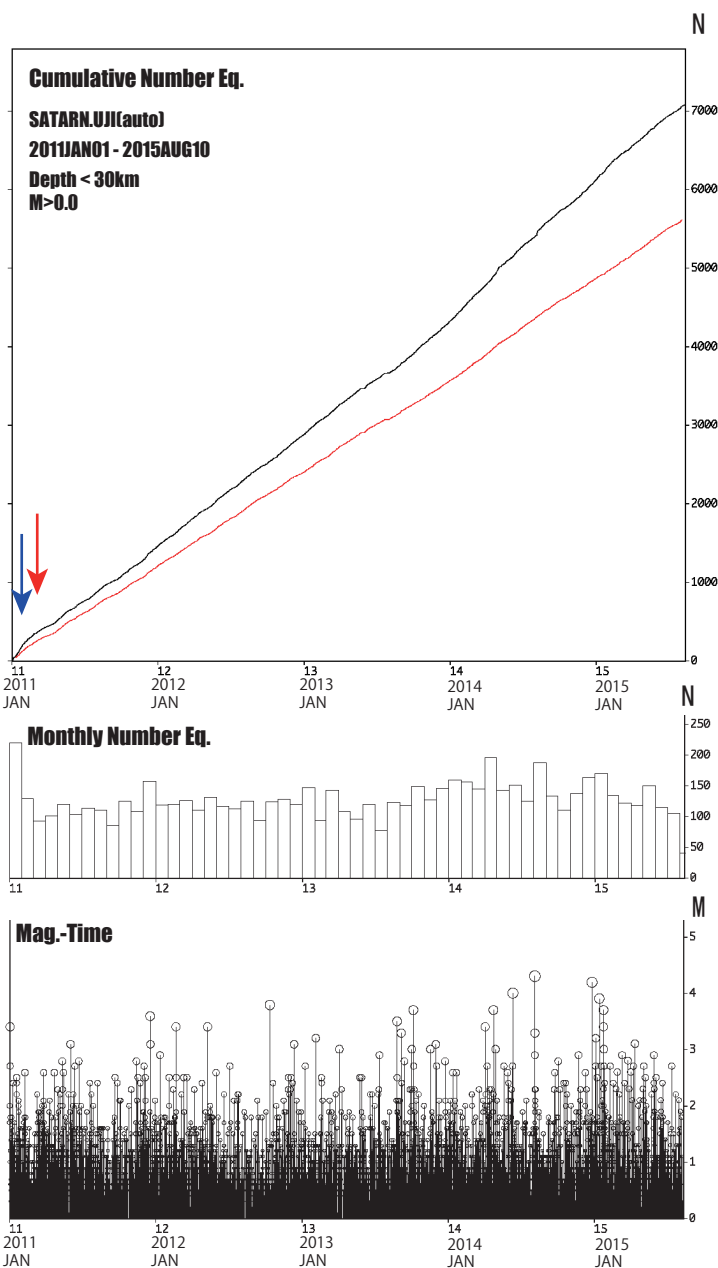 N
Cumulative Number Eq.
SATARN.UJI(auto)
2011JAN01 - 2015AUG10
Depth < 30km
M>0.0
7000
6000
5000
4000
3000
2000
1000
0
11 12 13 14 15
2011 2012 2013 2014 2015
JAN JAN JAN JAN JAN
N
Monthly Number Eq.
250
200
150
100
50
0
11 12 13 14 15
M
Mag.-Time
5
4
3
2
1
0
11 12 13 14 15
2011 2012 2013 2014 2015
JAN JAN JAN JAN JAN